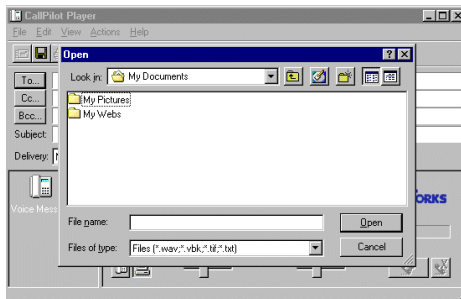 CallPilot Player
File Edit View Actions Help
Open
Look in: My Documents
To...
My Pictures
Cc...
My Webs
Bcc...
Subject:
Delivery: N
Voice Mess
ORKS
File name: Open
Files of type: Files (*.wav;*.vbk;*.tif;*.txt) Cancel